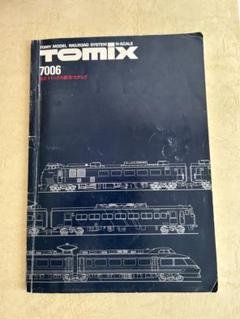 TOMY MODEL RAILROAD SYSTEM N-SCALE
TOMIX
7006